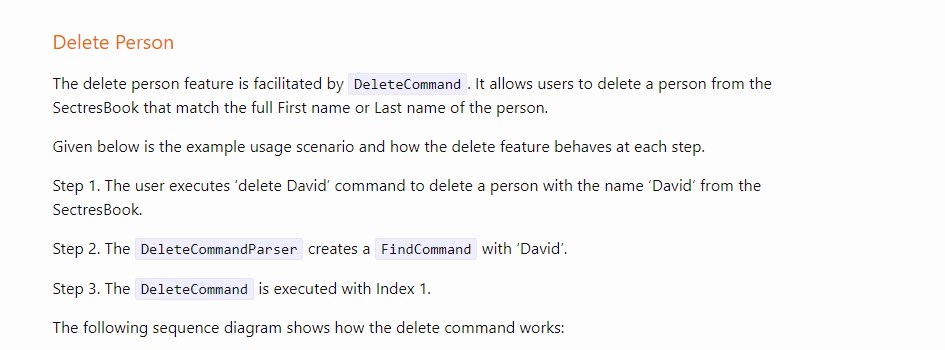 Delete Person
The delete person feature is facilitated by DeleteCommand. It allows users to delete a person from the
SectresBook that match the full First name or Last name of the person.
Given below is the example usage scenario and how the delete feature behaves at each step.
Step 1. The user executes ‘delete David’ command to delete a person with the name ‘David’ from the
SectresBook.
Step 2. The DeleteCommandParser creates a FindCommand with ‘David’.
Step 3. The DeleteCommand is executed with Index 1.
The following sequence diagram shows how the delete command works: